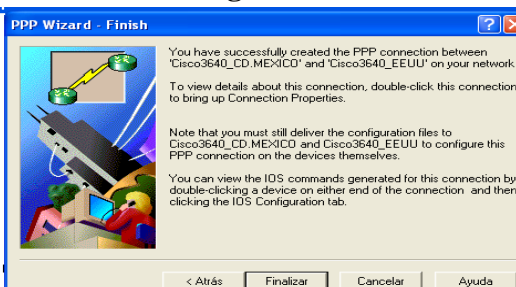 PPP Wizard - Finish
You have successfully created the PPP connection between
'Cisco3640_CD.MEXICO' and 'Cisco3640_EEUU' on your network.
To view details about this connection, double-click this connection
to bring up Connection Properties.
Note that you must still deliver the configuration files to
Cisco3640_CD.MEXICO and Cisco3640_EEUU to configure this
PPP connection on the devices themselves.
You can view the IOS commands generated for this connection by
double-clicking a device on either end of the connection and then
clicking the IOS Configuration tab.
< Atrás Finalizar Cancelar Ayuda